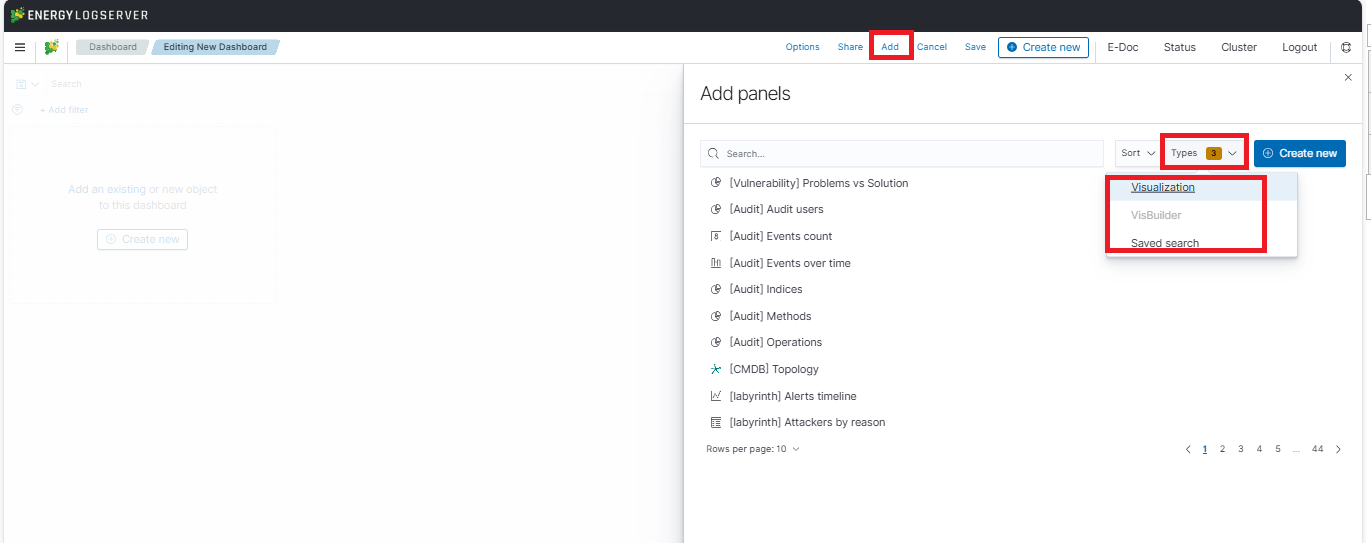 ENERGYLOGSERVER
Dashboard Editing New Dashboard Options Share Add Cancel Save Create new E-Doc Status Cluster Logout
Search
+ Add filter
Add an existing or new object
to this dashboard
Create new
Add panels
Search... Sort Types 3 Create new
Visualization
VisBuilder
Saved search
[Vulnerability] Problems vs Solution
[Audit] Audit users
[Audit] Events count
[Audit] Events over time
[Audit] Indices
[Audit] Methods
[Audit] Operations
[CMDB] Topology
[labyrinth] Alerts timeline
[labyrinth] Attackers by reason
Rows per page: 10 1 2 3 4 5 ... 44